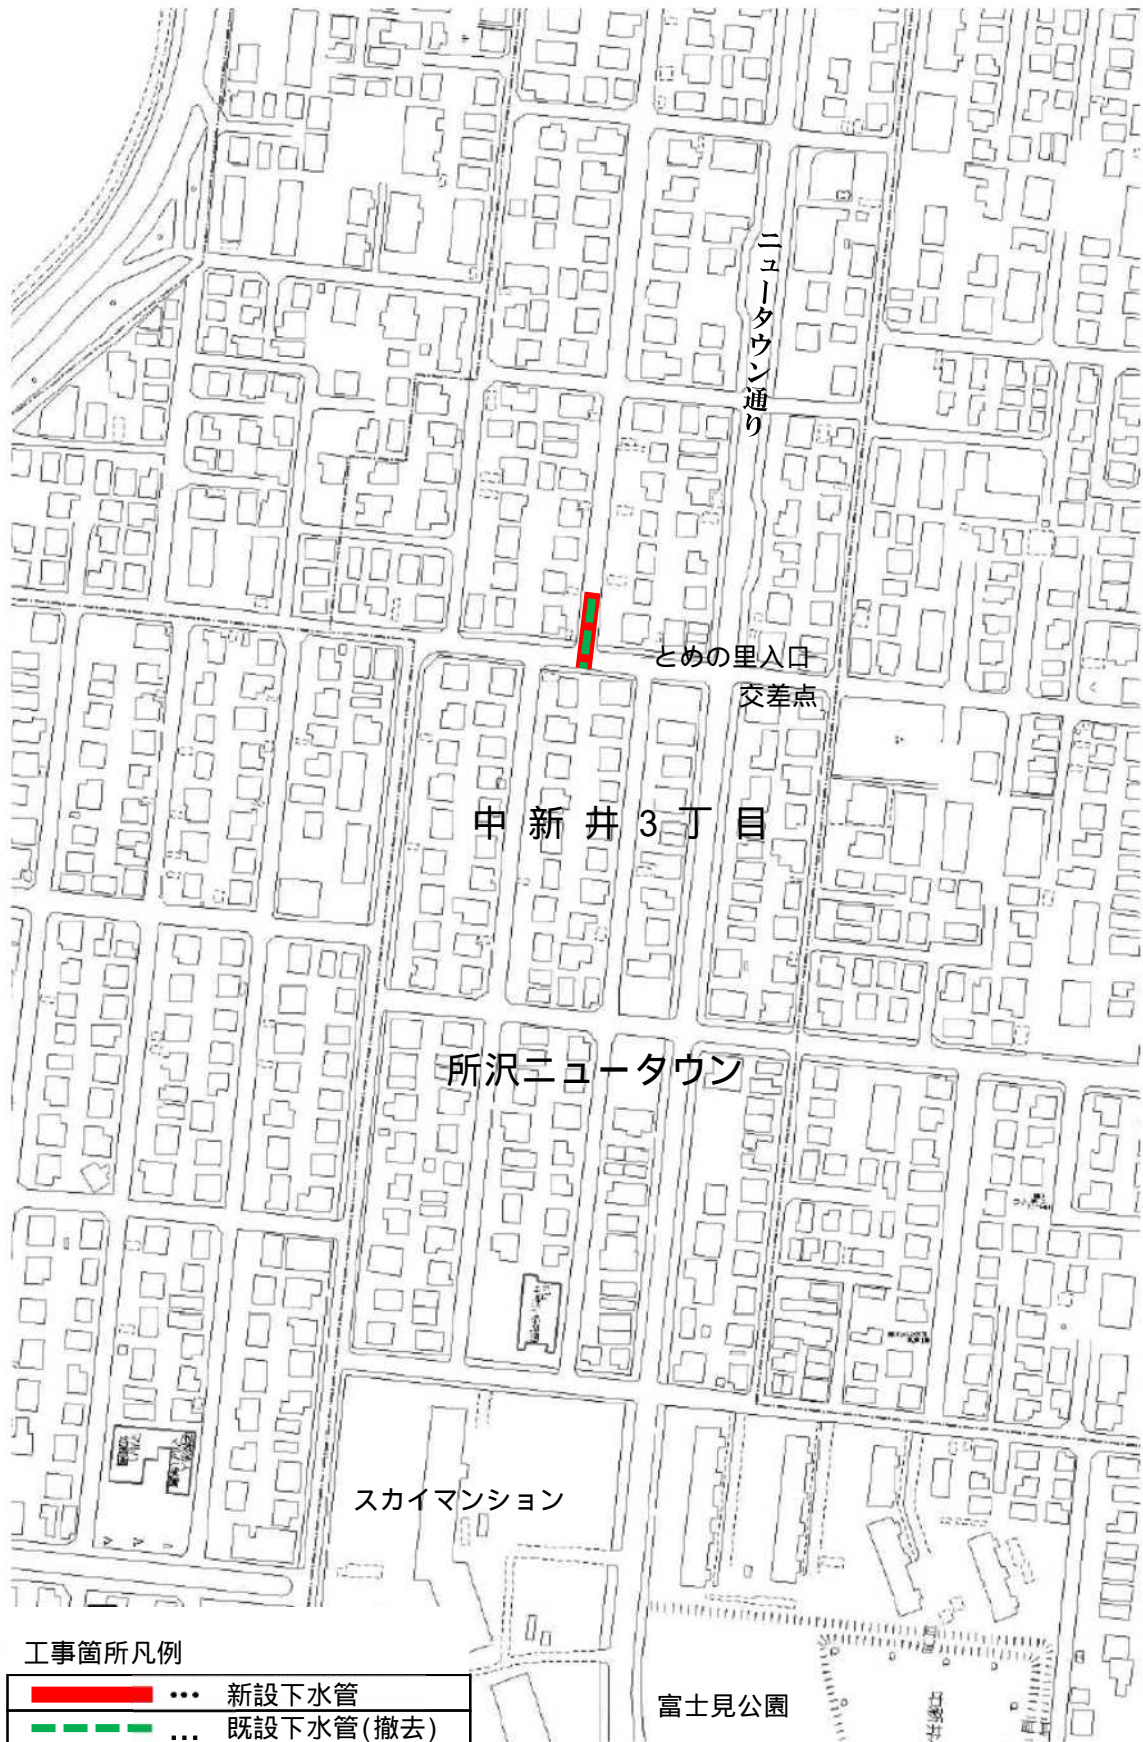 ニュータウン通り
とめの里入口
交差点
中新井3丁目
所沢ニュータウン
スカイマンション
富士見公園
工事箇所凡例
… 新設下水管
… 既設下水管(撤去)